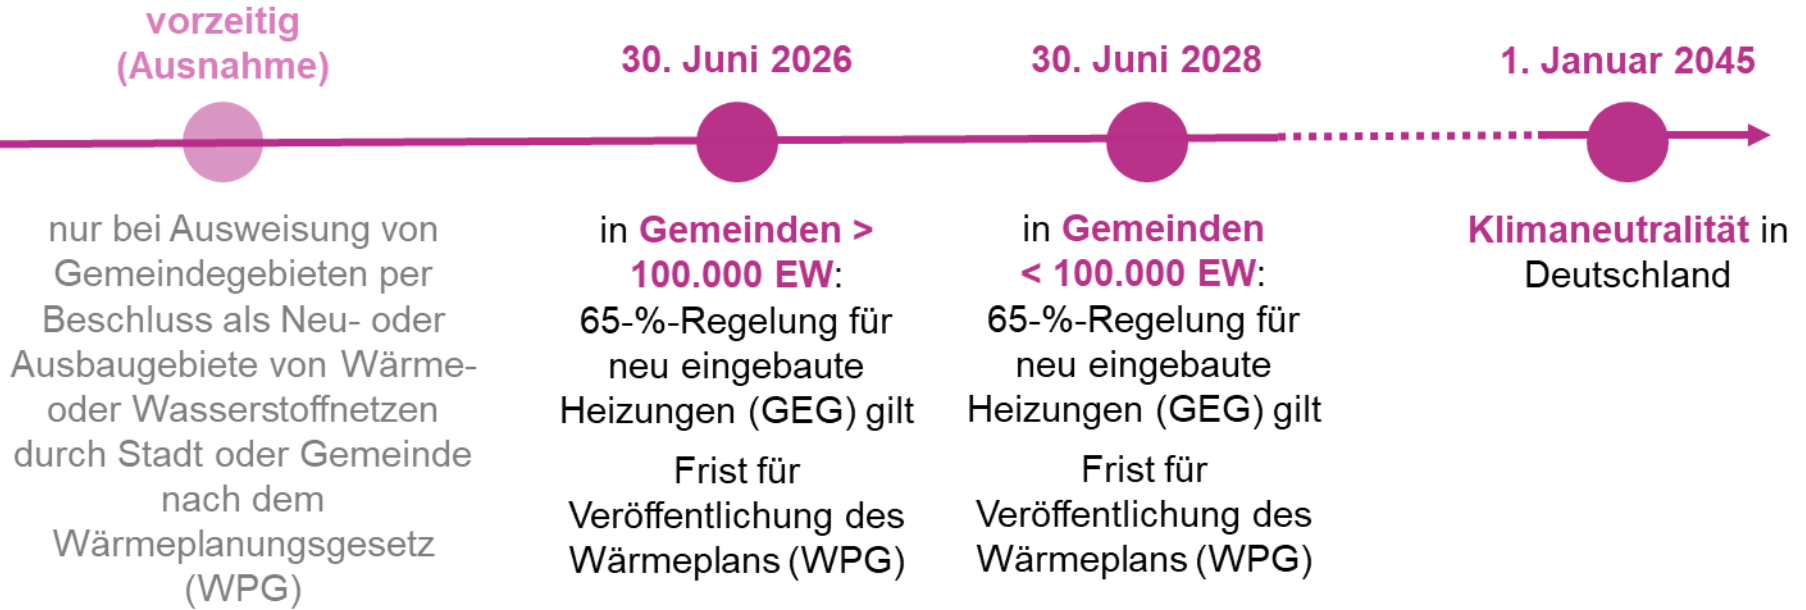 vorzeitig
(Ausnahme)
nur bei Ausweisung von
Gemeindegebieten per
Beschluss als Neu- oder
Ausbaugebiete von Wärme-
oder Wasserstoffnetzen
durch Stadt oder Gemeinde
nach dem
Wärmeplanungsgesetz
(WPG)
30. Juni 2026
in Gemeinden >
100.000 EW:
65-%-Regelung für
neu eingebaute
Heizungen (GEG) gilt
Frist für
Veröffentlichung des
Wärmeplans (WPG)
30. Juni 2028
in Gemeinden
< 100.000 EW:
65-%-Regelung für
neu eingebaute
Heizungen (GEG) gilt
Frist für
Veröffentlichung des
Wärmeplans (WPG)
1. Januar 2045
Klimaneutralität in
Deutschland